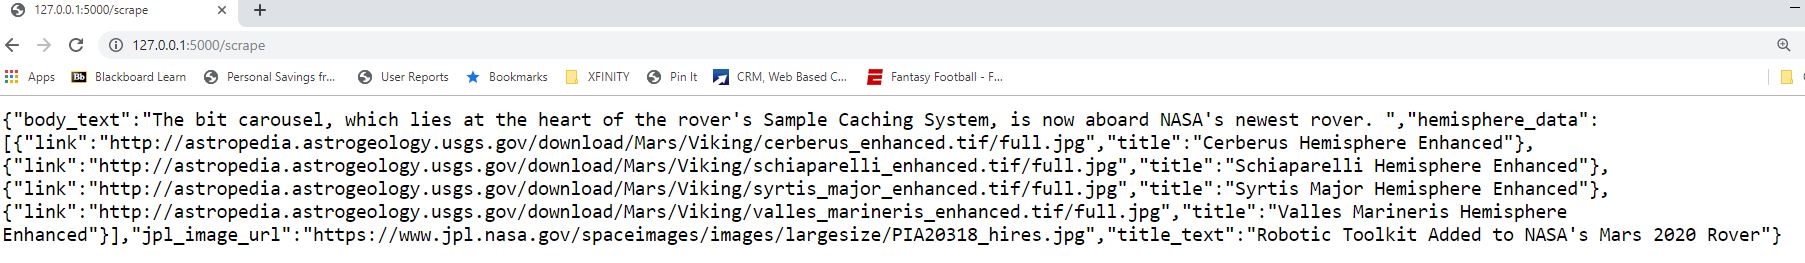 127.0.0.1:5000/scrape
127.0.0.1:5000/scrape
Apps Bb Blackboard Learn Personal Savings fr... User Reports Bookmarks XFINITY Pin It CRM, Web Based C... Fantasy Football - F...
{"body_text":"The bit carousel, which lies at the heart of the rover's Sample Caching System, is now aboard NASA's newest rover. ","hemisphere_data":
[{"link":"http://astropedia.astrogeology.usgs.gov/download/Mars/Viking/cerberus_enhanced.tif/full.jpg","title":"Cerberus Hemisphere Enhanced"},
{"link":"http://astropedia.astrogeology.usgs.gov/download/Mars/Viking/schiaparelli_enhanced.tif/full.jpg","title":"Schiaparelli Hemisphere Enhanced"},
{"link":"http://astropedia.astrogeology.usgs.gov/download/Mars/Viking/syrtis_major_enhanced.tif/full.jpg","title":"Syrtis Major Hemisphere Enhanced"},
{"link":"http://astropedia.astrogeology.usgs.gov/download/Mars/Viking/valles_marineris_enhanced.tif/full.jpg","title":"Valles Marineris Hemisphere
Enhanced"}],"jpl_image_url":"https://www.jpl.nasa.gov/spaceimages/images/largesize/PIA20318_hires.jpg","title_text":"Robotic Toolkit Added to NASA's Mars 2020 Rover"}